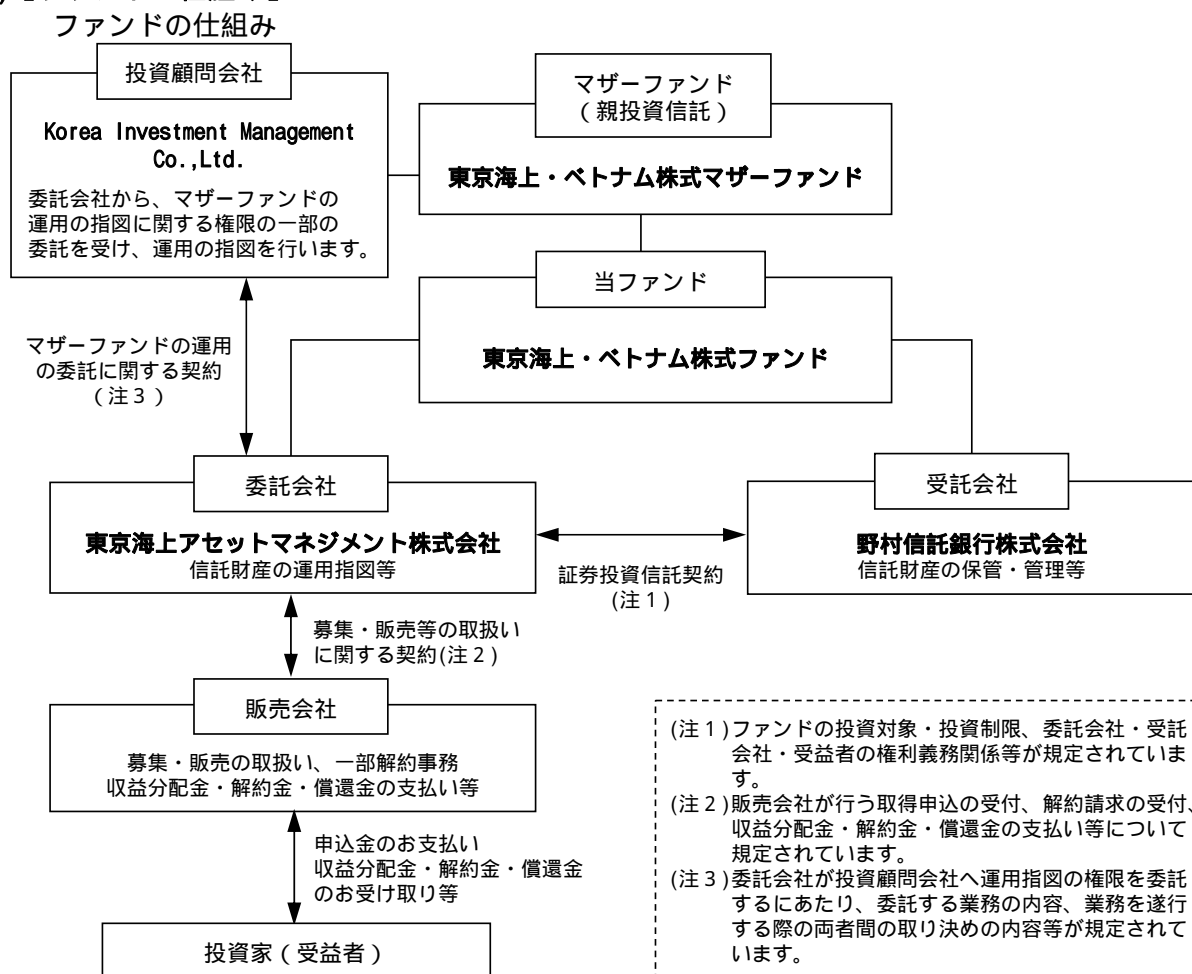 ファンドの仕組み
投資顧問会社
Korea Investment Management
Co.,Ltd.
委託会社から、マザーファンドの
運用の指図に関する権限の一部の
委託を受け、運用の指図を行います。
マザーファンド
(親投資信託)
東京海上・ベトナム株式マザーファンド
当ファンド
東京海上・ベトナム株式ファンド
マザーファンドの運用
の委託に関する契約
(注3)
委託会社
東京海上アセットマネジメント株式会社
信託財産の運用指図等
証券投資信託契約
(注1)
受託会社
野村信託銀行株式会社
信託財産の保管・管理等
募集・販売等の取扱い
に関する契約(注2)
販売会社
募集・販売の取扱い、一部解約事務
収益分配金・解約金・償還金の支払い等
申込金のお支払い
収益分配金・解約金・償還金
のお受け取り等
投資家(受益者)
(注1)ファンドの投資対象・投資制限、委託会社・受託
会社・受益者の権利義務関係等が規定されていま
す。
(注2)販売会社が行う取得申込の受付、解約請求の受付、
収益分配金・解約金・償還金の支払い等について
規定されています。
(注3)委託会社が投資顧問会社へ運用指図の権限を委託
するにあたり、委託する業務の内容、業務を遂行
する際の両者間の取り決めの内容等が規定されて
います。